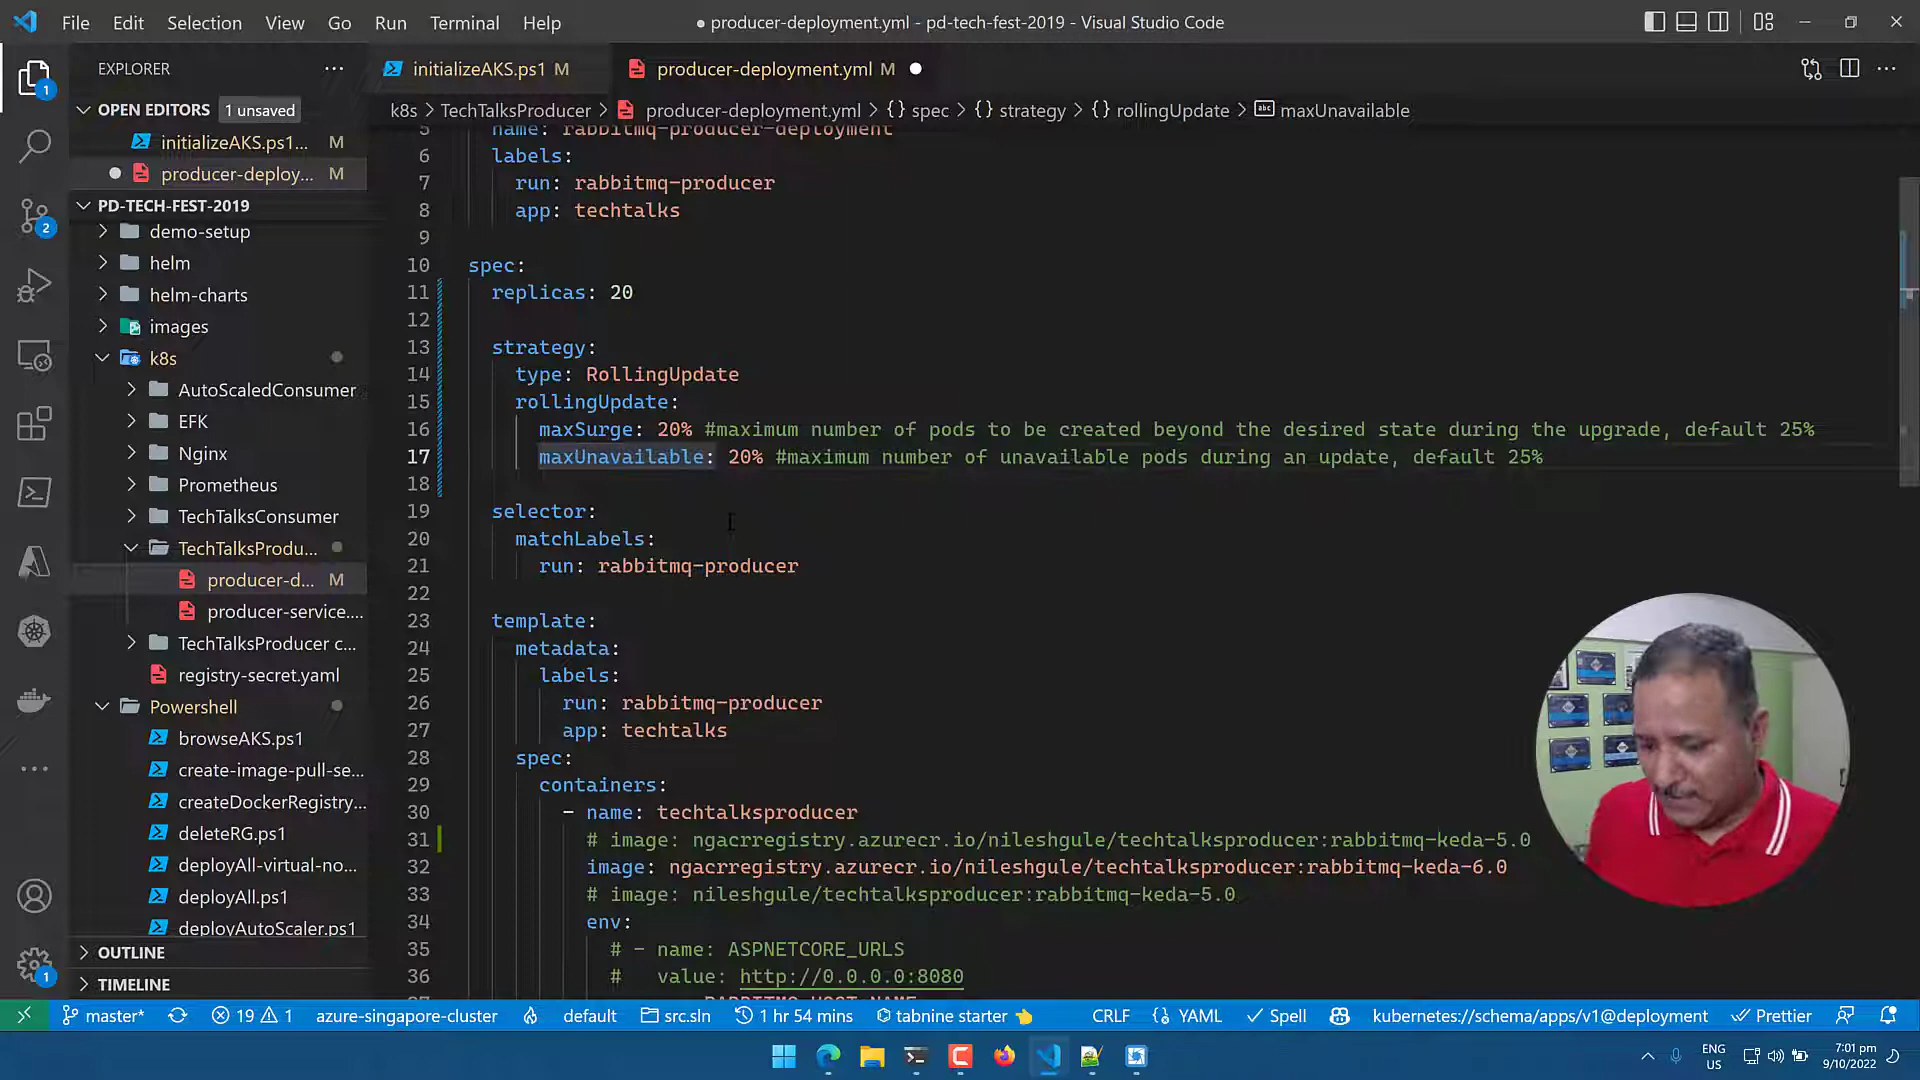 File Edit Selection View Go Run Terminal Help
● producer-deployment.yml - pd-tech-fest-2019 - Visual Studio Code
EXPLORER
initializeAKS.ps1 M
producer-deployment.yml M
OPEN EDITORS 1 unsaved
initializeAKS.ps1... M
producer-deploy... M
PD-TECH-FEST-2019
demo-setup
helm
helm-charts
images
k8s
AutoScaledConsumer
EFK
Nginx
Prometheus
TechTalksConsumer
TechTalksProdu...
producer-d... M
producer-service....
TechTalksProducer c...
registry-secret.yaml
Powershell
browseAKS.ps1
create-image-pull-se...
createDockerRegistry...
deleteRG.ps1
deployAll-virtual-no...
deployAll.ps1
deployAutoScaler.ps1
OUTLINE
TIMELINE
1
2
1
k8s > TechTalksProducer > producer-deployment.yml > {} spec > {} strategy > {} rollingUpdate > abc maxUnavailable
5 name: rabbitmq-producer-deployment
6 labels:
7 run: rabbitmq-producer
8 app: techtalks
9
10 spec:
11 replicas: 20
12
13 strategy:
14 type: RollingUpdate
15 rollingUpdate:
16 maxSurge: 20% #maximum number of pods to be created beyond the desired state during the upgrade, default 25%
17 maxUnavailable: 20% #maximum number of unavailable pods during an update, default 25%
18
19 selector:
20 matchLabels:
21 run: rabbitmq-producer
22
23 template:
24 metadata:
25 labels:
26 run: rabbitmq-producer
27 app: techtalks
28 spec:
29 containers:
30 - name: techtalksproducer
31 # image: ngacrregistry.azurecr.io/nileshgule/techtalksproducer:rabbitmq-keda-5.0
32 image: ngacrregistry.azurecr.io/nileshgule/techtalksproducer:rabbitmq-keda-6.0
33 # image: nileshgule/techtalksproducer:rabbitmq-keda-5.0
34 env:
35 # - name: ASPNETCORE_URLS
36 # value: http://0.0.0.0:8080
37 RABBITMQ_HOST_NAME
master* 19 1 azure-singapore-cluster default src.sln 1 hr 54 mins tabnine starter CRLF {} YAML Spell kubernetes://schema/apps/v1@deployment Prettier
ENG
US
7:01 pm
9/10/2022